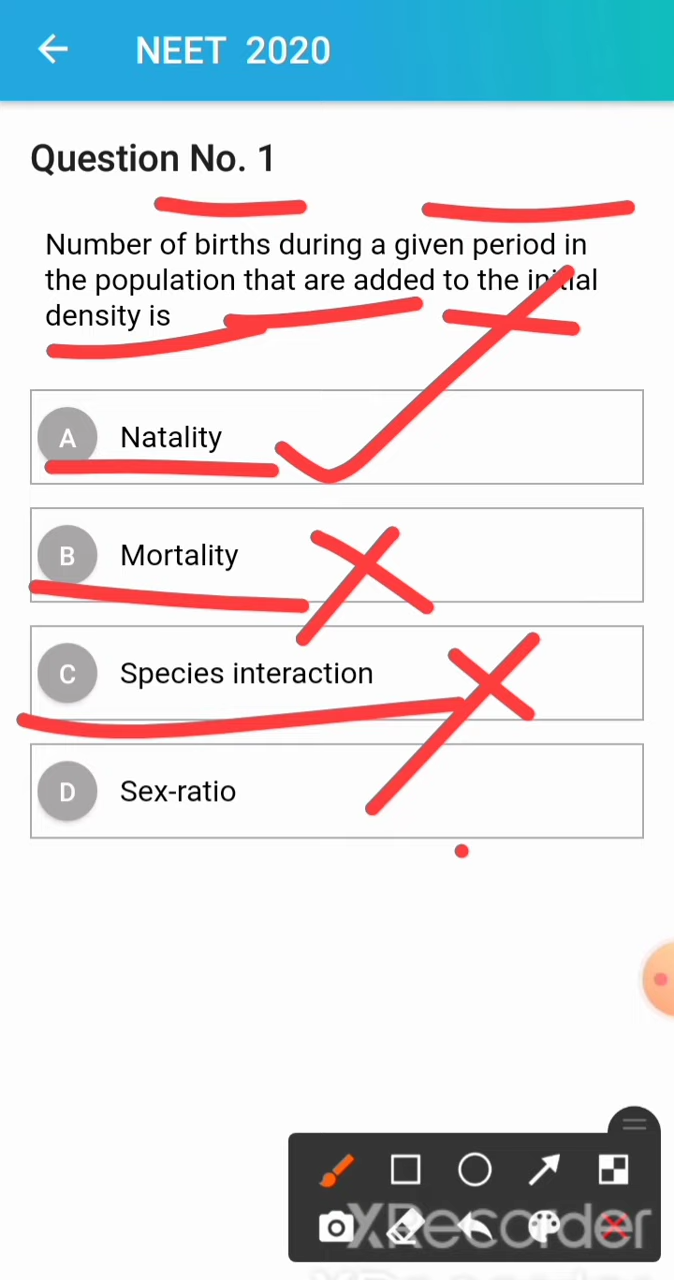 NEET 2020
Question No. 1
Number of births during a given period in
the population that are added to the initial
density is
A Natality
B Mortality
C Species interaction
D Sex-ratio
XRecorder